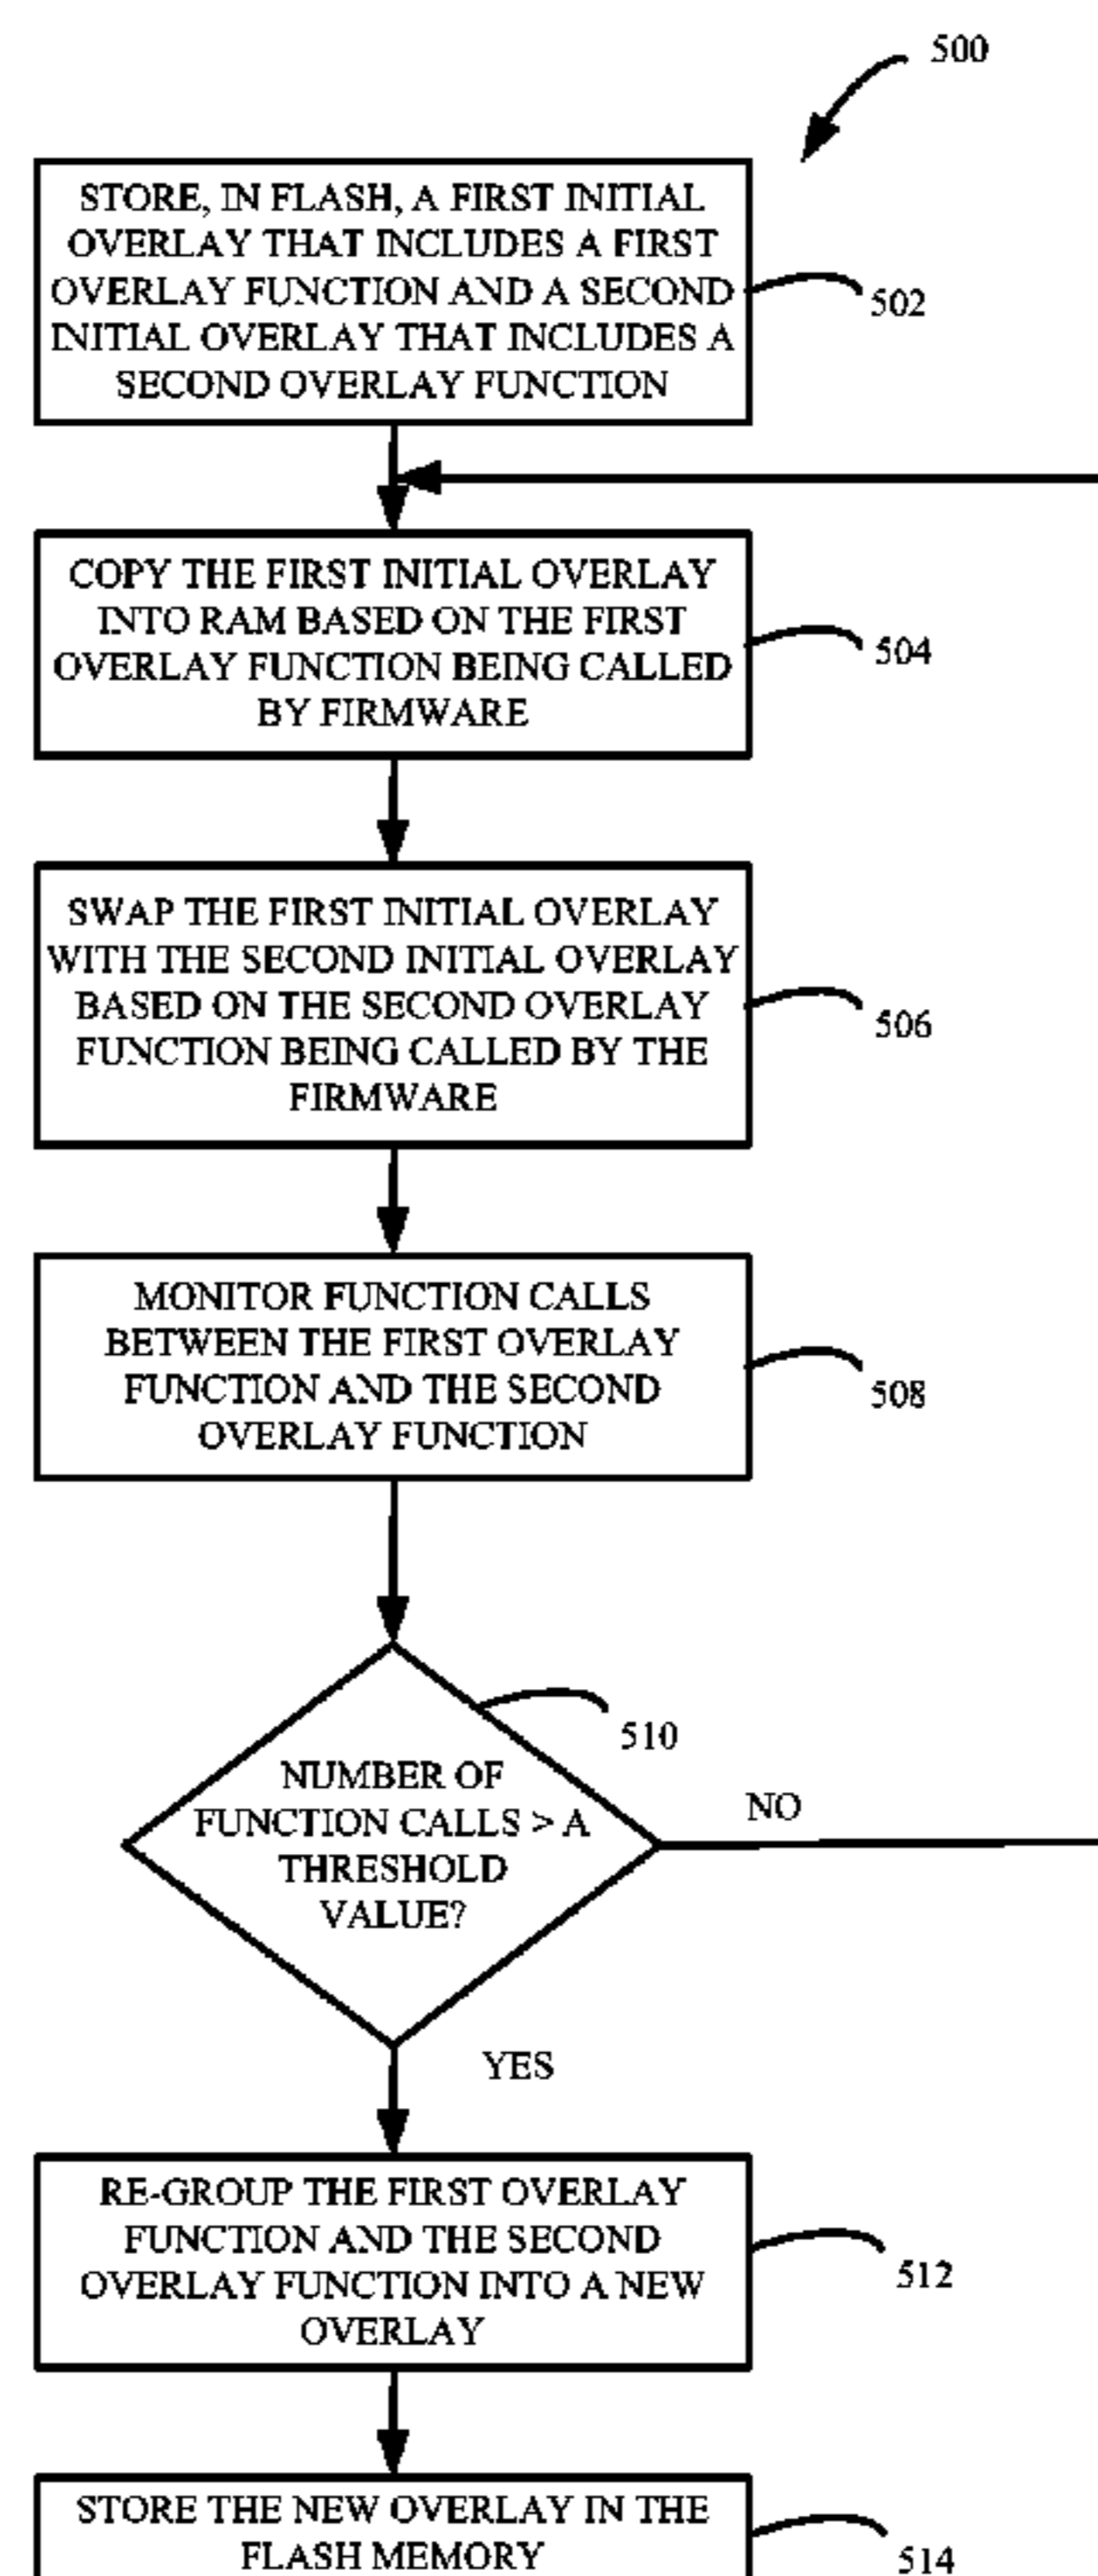 500
STORE, IN FLASH, A FIRST INITIAL
OVERLAY THAT INCLUDES A FIRST
OVERLAY FUNCTION AND A SECOND
INITIAL OVERLAY THAT INCLUDES A
SECOND OVERLAY FUNCTION
502
COPY THE FIRST INITIAL OVERLAY
INTO RAM BASED ON THE FIRST
OVERLAY FUNCTION BEING CALLED
BY FIRMWARE
504
SWAP THE FIRST INITIAL OVERLAY
WITH THE SECOND INITIAL OVERLAY
BASED ON THE SECOND OVERLAY
FUNCTION BEING CALLED BY THE
FIRMWARE
506
MONITOR FUNCTION CALLS
BETWEEN THE FIRST OVERLAY
FUNCTION AND THE SECOND
OVERLAY FUNCTION
508
510
NUMBER OF
FUNCTION CALLS > A
THRESHOLD
VALUE?
NO
YES
RE-GROUP THE FIRST OVERLAY
FUNCTION AND THE SECOND
OVERLAY FUNCTION INTO A NEW
OVERLAY
512
STORE THE NEW OVERLAY IN THE
FLASH MEMORY
514